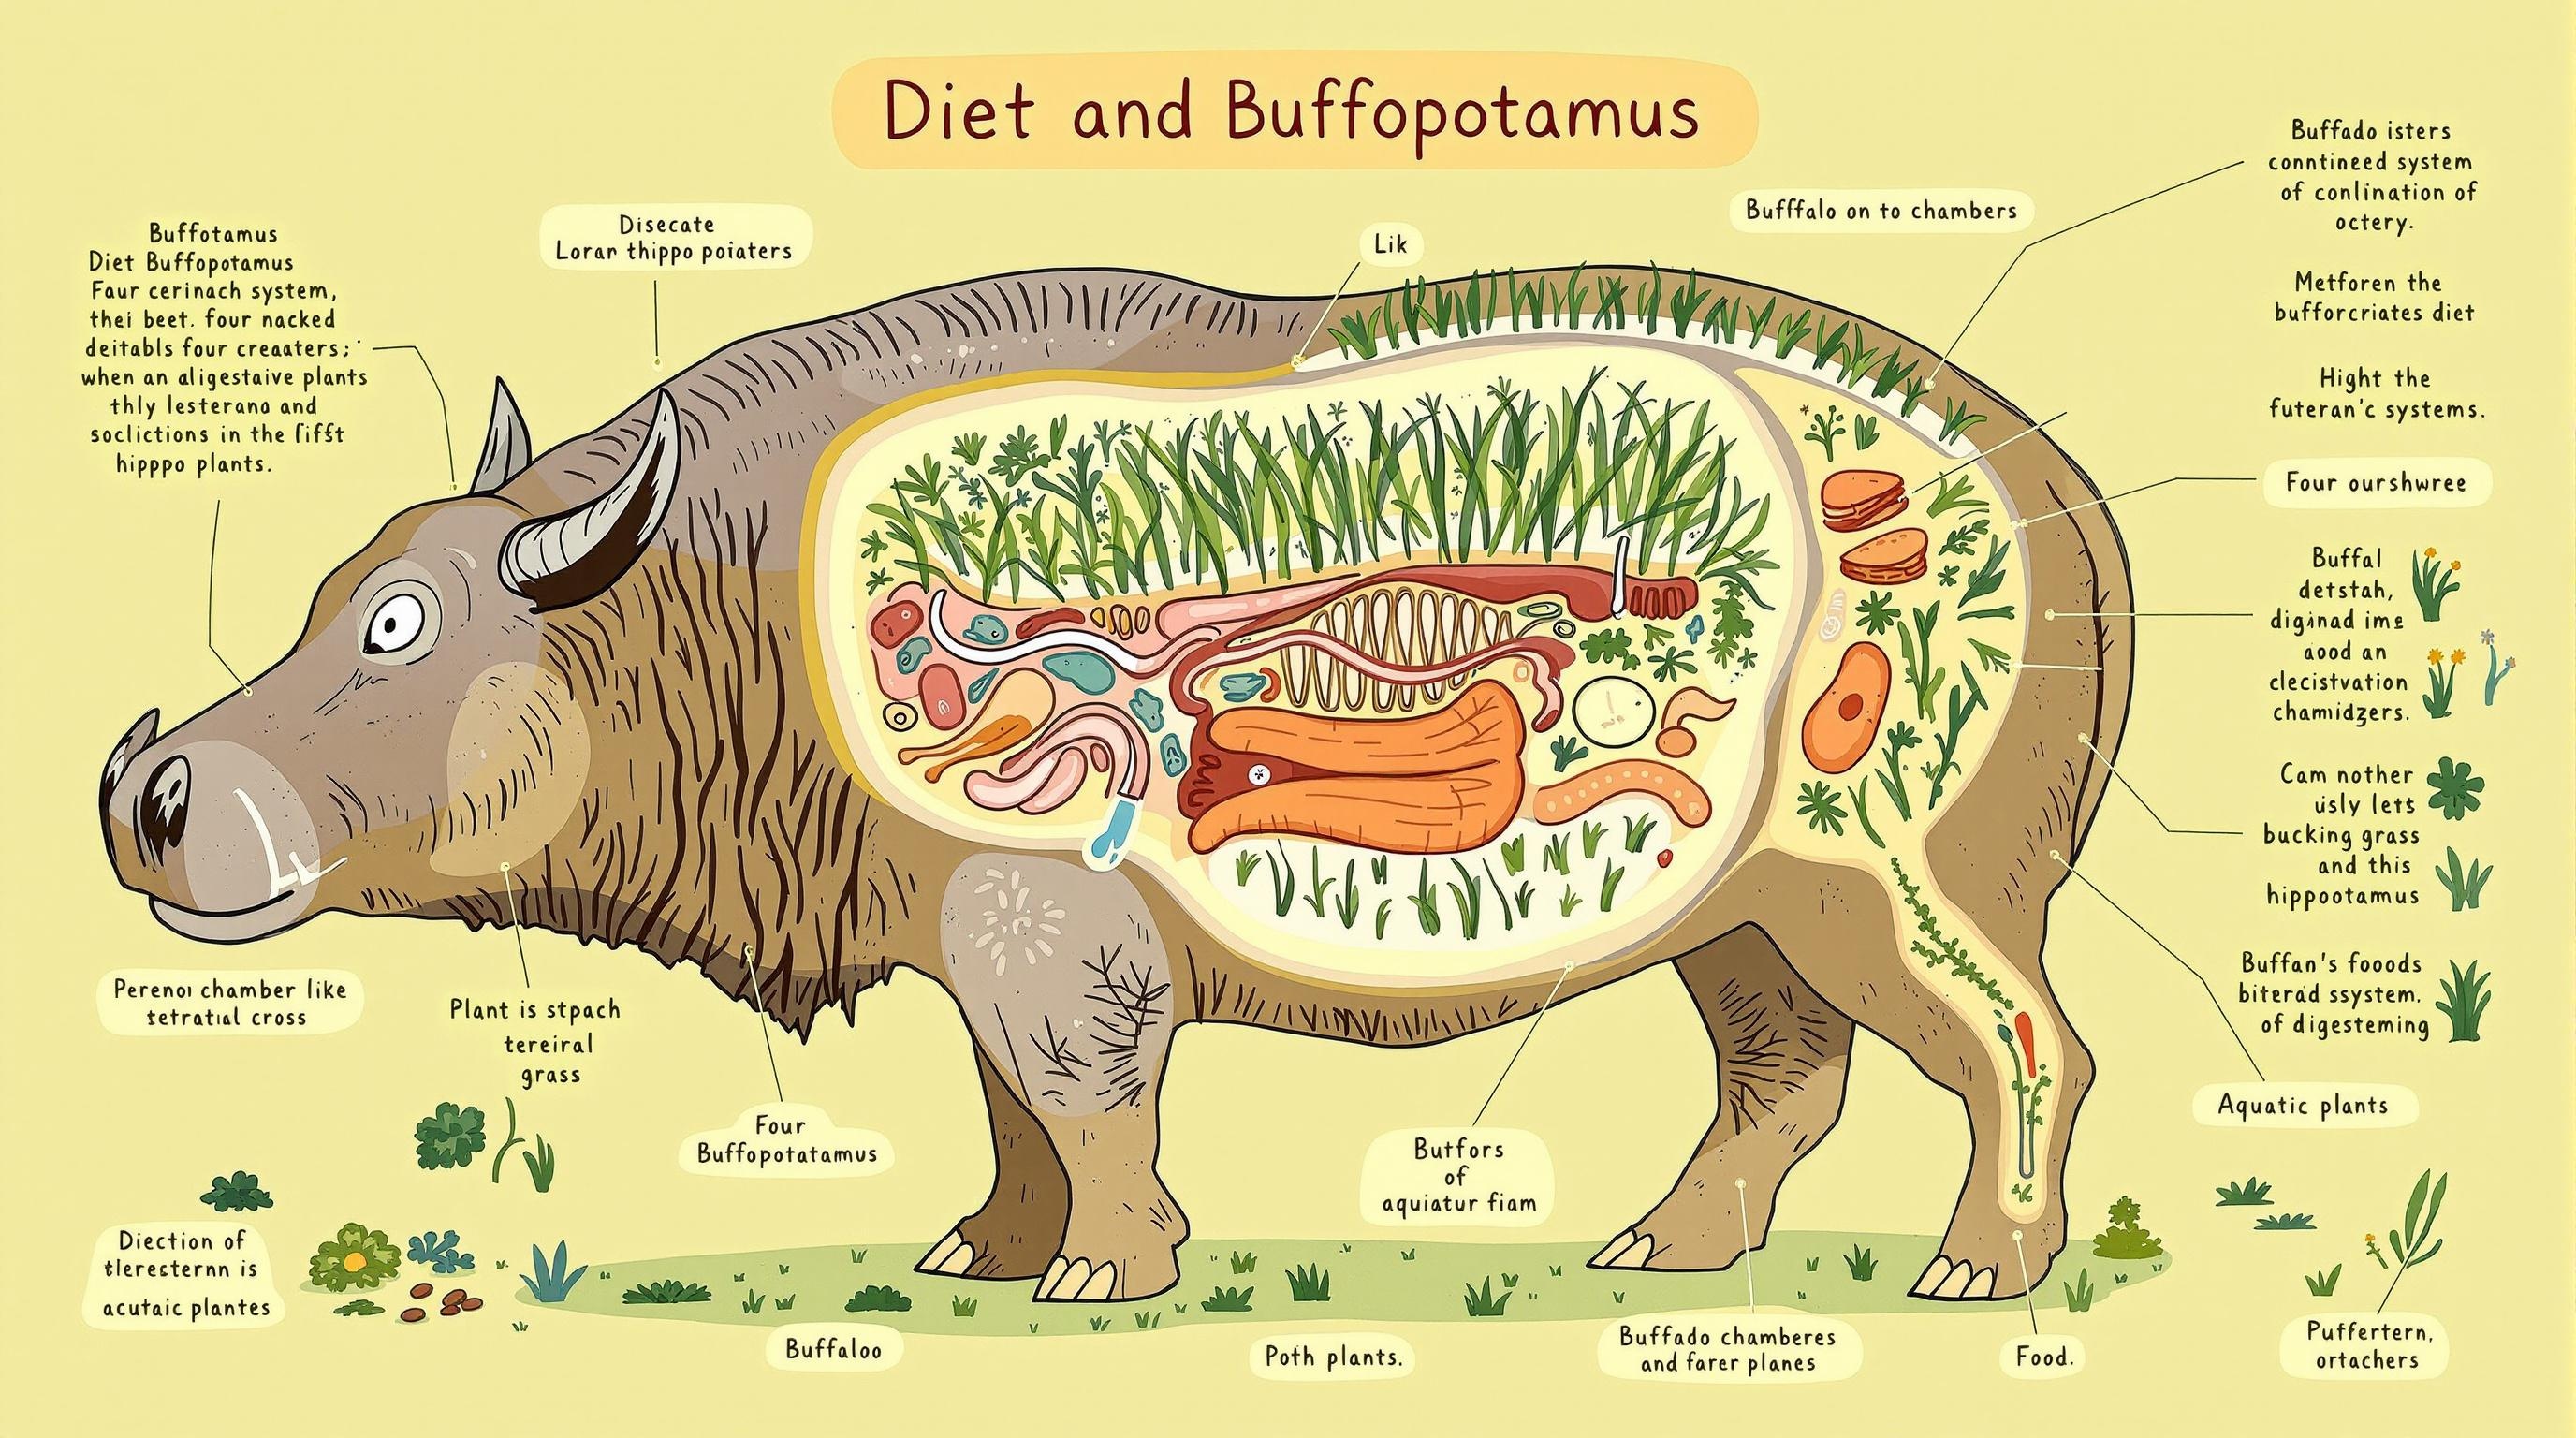 Diet and Buffopotamus
Buffotamus
Diet Buffopotamus
Faur cerinach system,
thei beet. four nacked
deitabls four creaaters;
when an aligestaive plants
thly lesterano and
soclictions in the fifst
hipppo plants.
Disecate
Loran thippo poiaters
Lik
Bufffalo on to chambers
Buffado isters
conntineed system
of conlination of
octery.
Metforen the
bufforcriates diet
Hight the
futeran'c systems.
Four ourshwree
Buffal
detstah,
diginad ime
aood an
clecistvation
chamidzers.
Cam nother
usly lets
bucking grass
and this
hippootamus
Buffan's fooods
biterad ssystem.
of digesteming
Aquatic plants
Perenoi chamber like
setratial cross
Plant is stpach
tereiral
grass
Four
Buffopotatamus
Butfors
of
aquiatur fiam
Diection of
tlerecternn is
acutaic plantes
Buffaloo
Poth plants.
Buffado chamberes
and farer planes
Food.
Puffertern,
ortachers